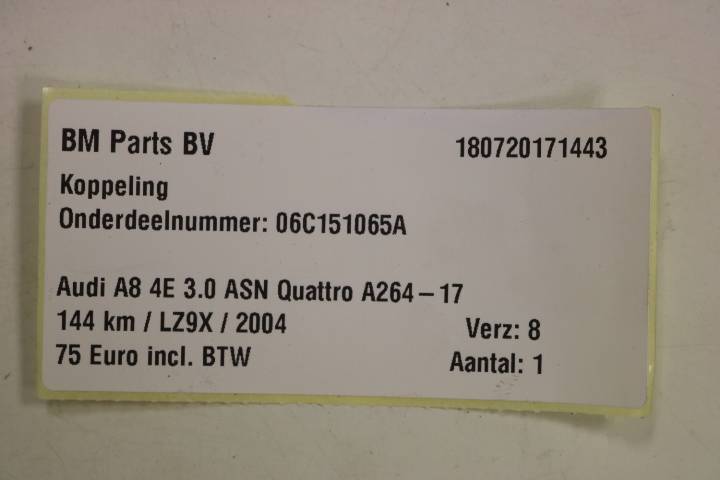 BM Parts BV 180720171443
Koppeling
Onderdeelnummer: 06C151065A
Audi A8 4E 3.0 ASN Quattro A264-17
144 km / LZ9X / 2004 Verz: 8
75 Euro incl. BTW Aantal: 1